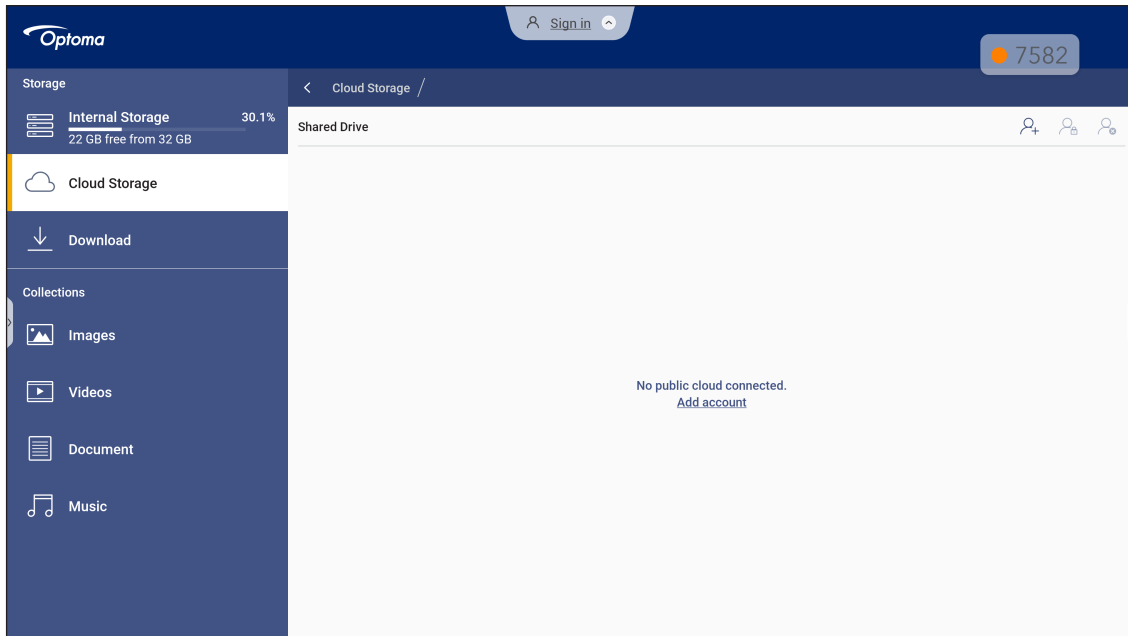 Optoma
Sign in
7582
Storage
Internal Storage 30.1%
22 GB free from 32 GB
Cloud Storage
Download
Collections
Images
Videos
Document
Music
Cloud Storage /
Shared Drive
No public cloud connected.
Add account